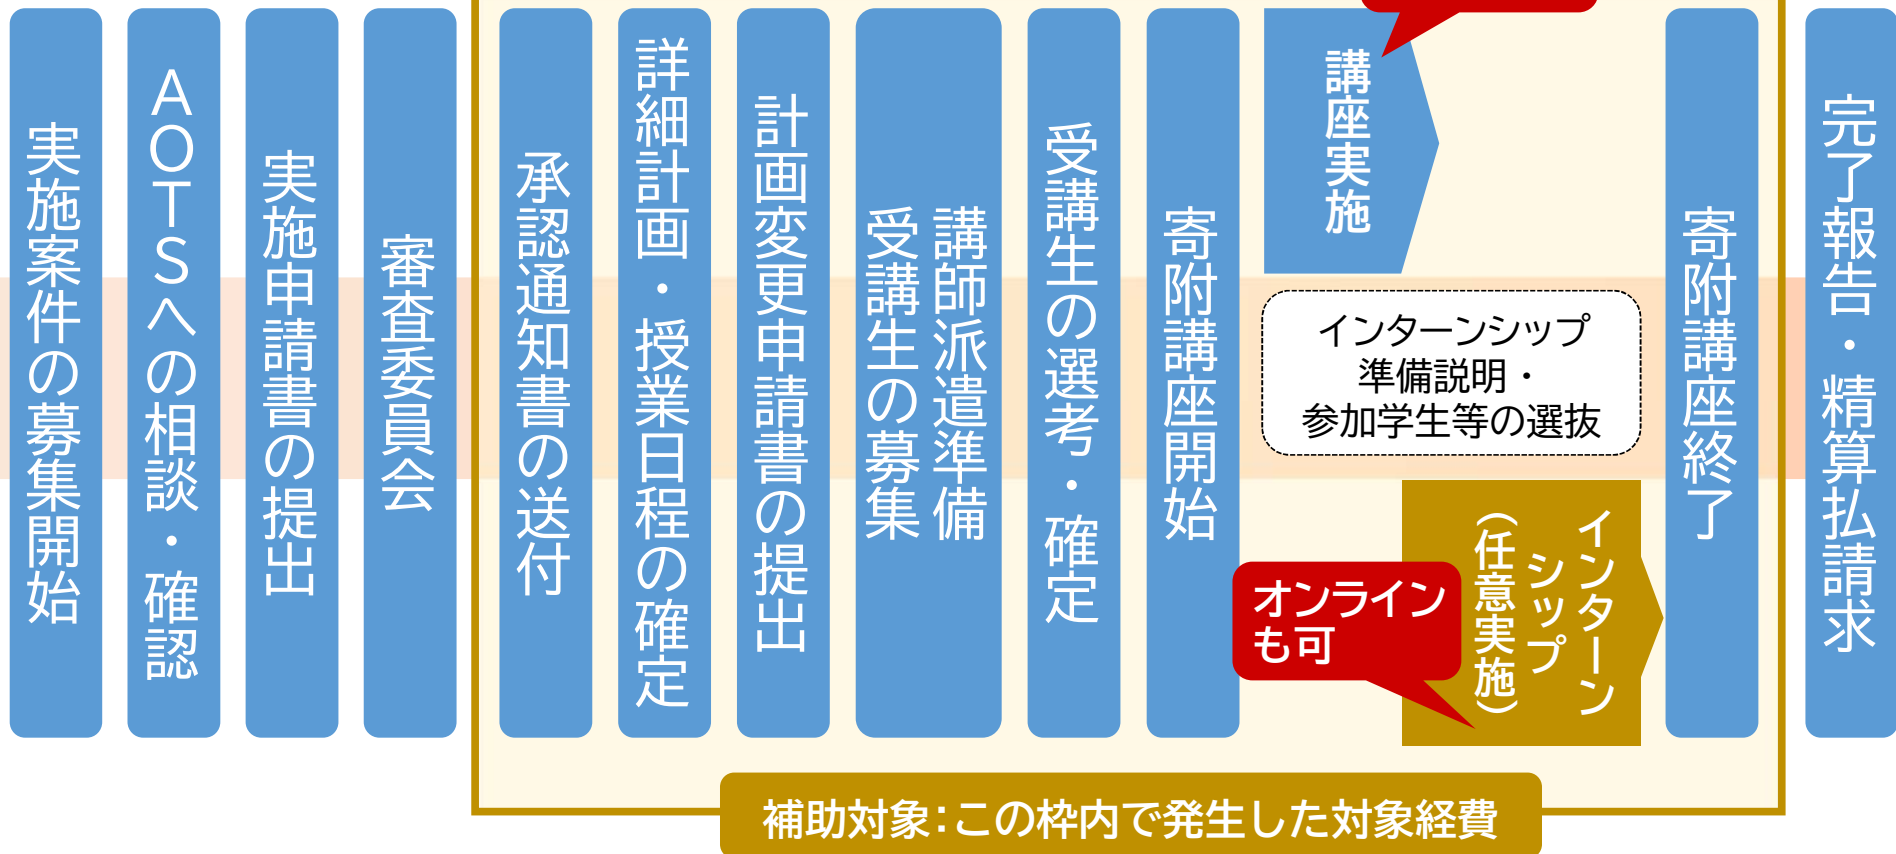 実施案件の募集開始
AOTSへの相談・確認
実施申請書の提出
審査委員会
承認通知書の送付
詳細計画・授業日程の確定
計画変更申請書の提出
講師派遣準備
受講生の募集
受講生の選考・確定
寄附講座開始
講座実施
インターンシップ
準備説明・
参加学生等の選抜
インターン
シップ
(任意実施)
オンライン
も可
寄附講座終了
完了報告・精算払請求
補助対象:この枠内で発生した対象経費